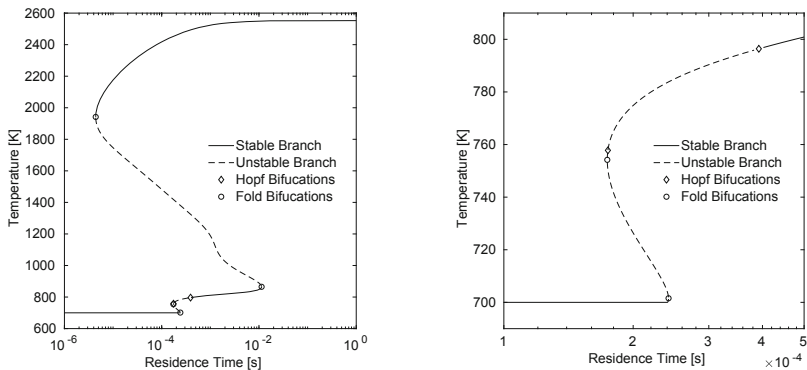 2600
2400
2200
2000
1800
1600
1400
1200
1000
800
600
Temperature [K]
Stable Branch
Unstable Branch
Hopf Bifucations
Fold Bifucations
10^-6
10^-4
10^-2
10^0
Residence Time [s]
800
780
760
740
720
700
Temperature [K]
Stable Branch
Unstable Branch
Hopf Bifucations
Fold Bifucations
1
2
3
4
5
×10^-4
Residence Time [s]